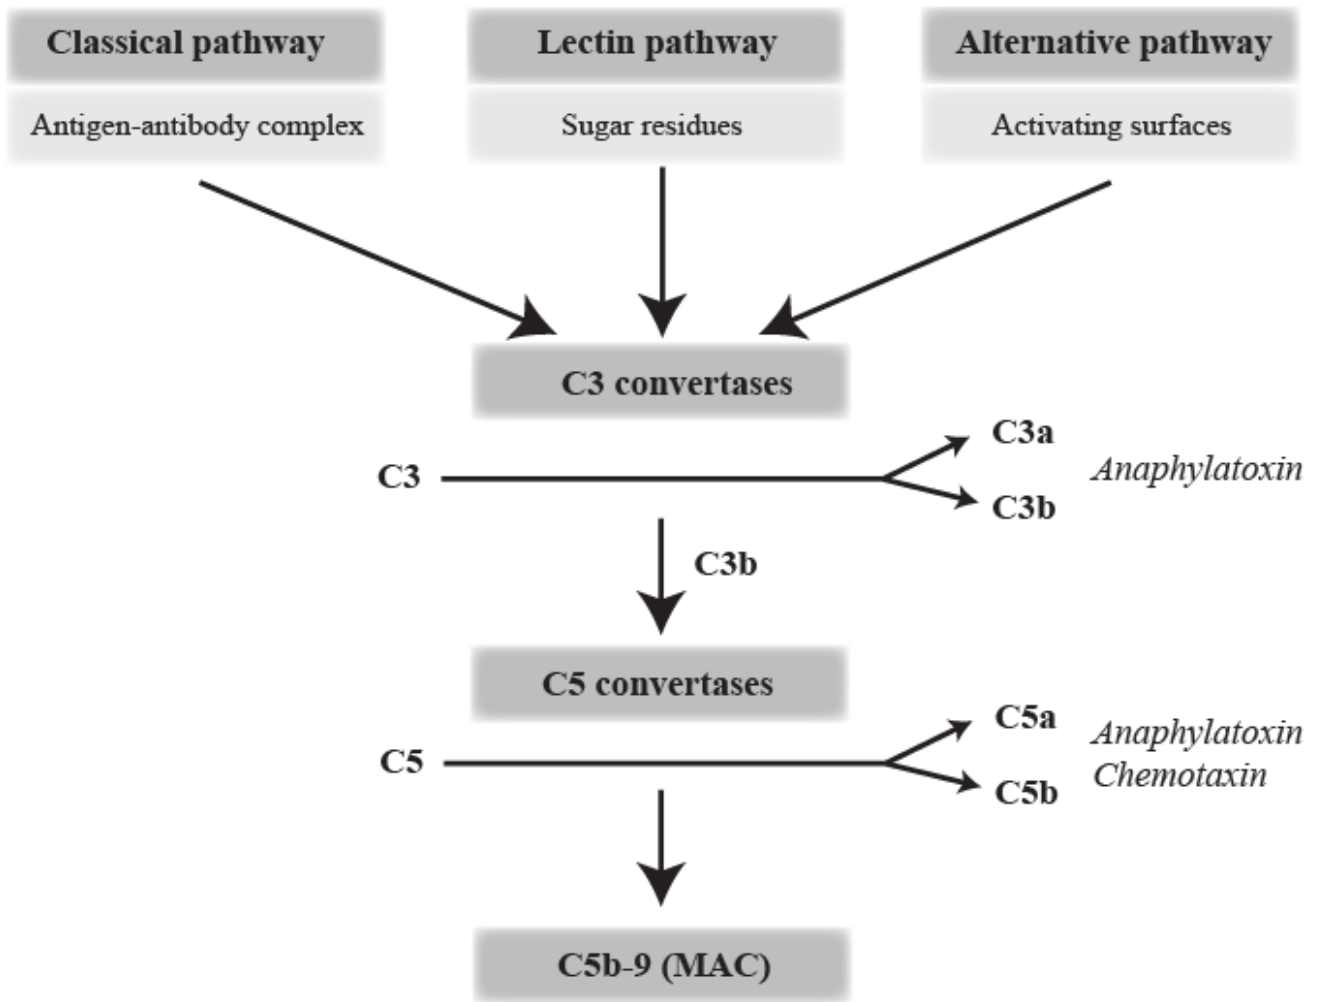 Classical pathway
Lectin pathway
Alternative pathway
Antigen-antibody complex
Sugar residues
Activating surfaces
C3 convertases
C3a
Anaphylatoxin
C3
C3b
C3b
C5 convertases
C5a
Anaphylatoxin
C5
Chemotaxin
C5b
C5b-9 (MAC)